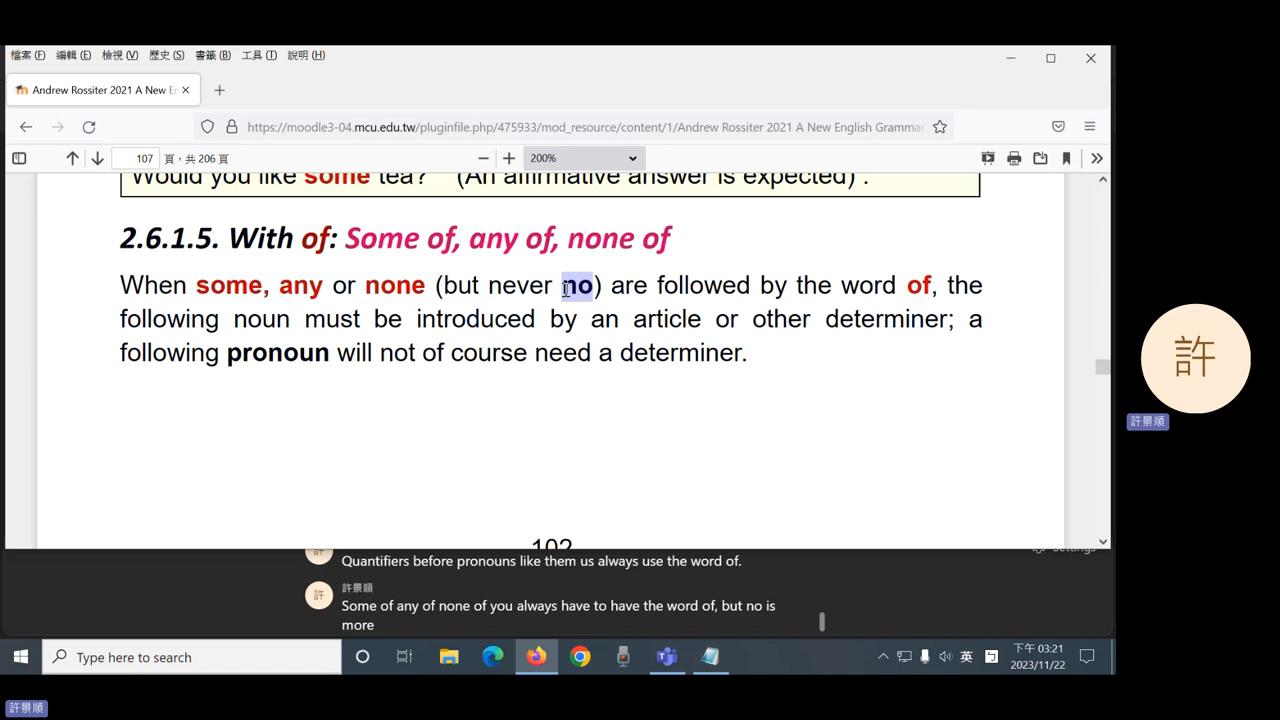 檔案 (F) 編輯 (E) 檢視 (V) 歷史 (S) 書籤 (B) 工具 (T) 說明 (H)
Andrew Rossiter 2021 A New En
https://moodle3-04.mcu.edu.tw/pluginfile.php/475933/mod_resource/content/1/Andrew Rossiter 2021 A New English Grammar
107 頁，共 206 頁 200%
Would you like some tea? (An affirmative answer is expected) .
2.6.1.5. With of: Some of, any of, none of
When some, any or none (but never no) are followed by the word of, the
following noun must be introduced by an article or other determiner; a
following pronoun will not of course need a determiner.
許
許景順
102
Settings
許
Quantifiers before pronouns like them us always use the word of.
許景順
許
Some of any of none of you always have to have the word of, but no is
more
Type here to search
英
下午 03:21
2023/11/22
許景順